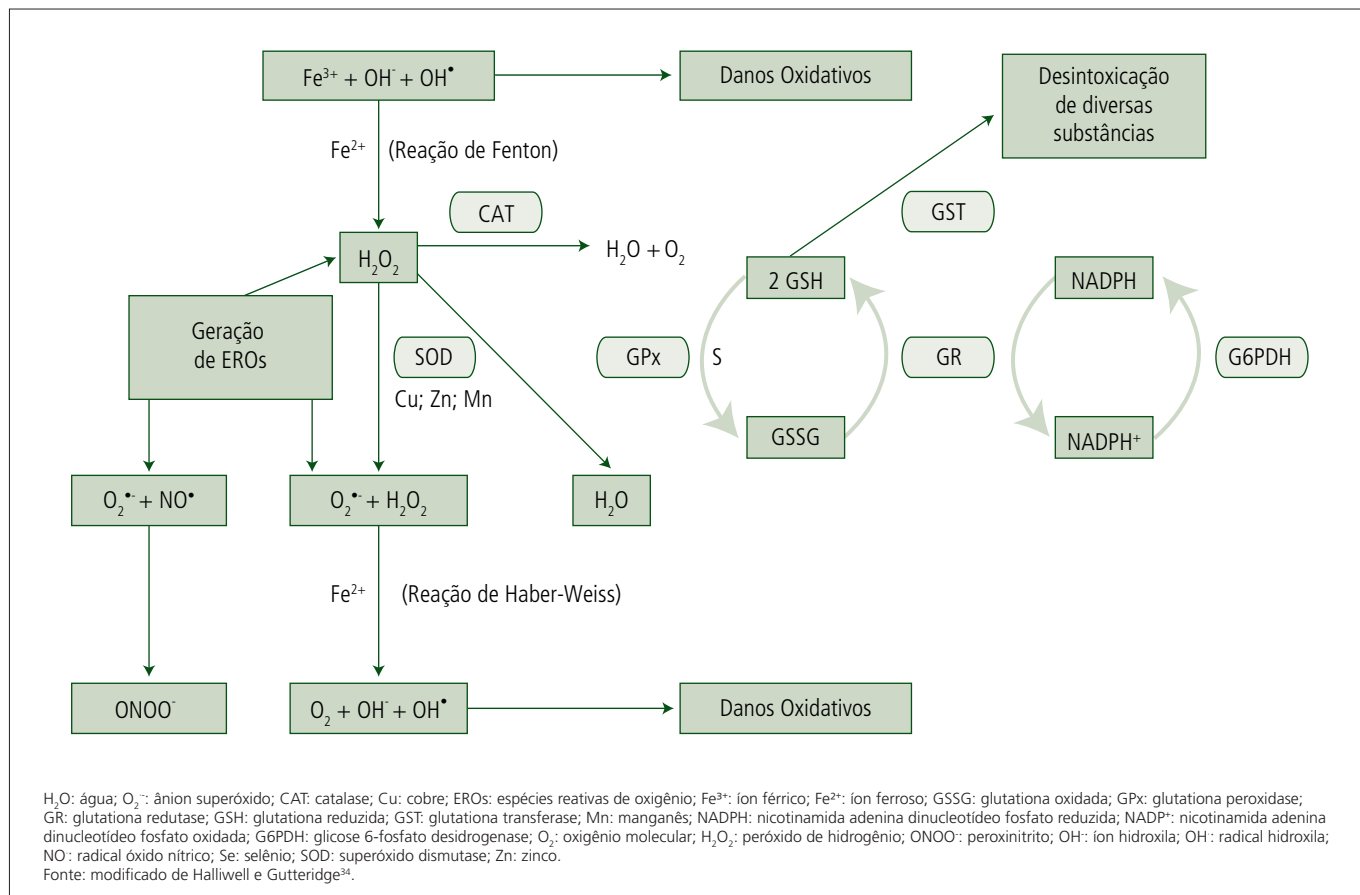 Fe³⁺ + OH⁻ + OH•
Danos Oxidativos
Desintoxicação
de diversas
substâncias
Fe²⁺ (Reação de Fenton)
CAT
GST
H₂O₂
H₂O + O₂
2 GSH
NADPH
Geração
de EROs
SOD
GPx
S
GR
G6PDH
Cu; Zn; Mn
GSSG
NADPH⁺
O₂•⁻ + NO•
O₂•⁻ + H₂O₂
H₂O
Fe²⁺ (Reação de Haber-Weiss)
ONOO⁻
O₂ + OH⁻ + OH•
Danos Oxidativos
H₂O: água; O₂·⁻: ânion superóxido; CAT: catalase; Cu: cobre; EROs: espécies reativas de oxigênio; Fe³⁺: íon férrico; Fe²⁺: íon ferroso; GSSG: glutationa oxidada; GPx: glutationa peroxidase;
GR: glutationa redutase; GSH: glutationa reduzida; GST: glutationa transferase; Mn: manganês; NADPH: nicotinamida adenina dinucleotídeo fosfato reduzida; NADP⁺: nicotinamida adenina
dinucleotídeo fosfato oxidada; G6PDH: glicose 6-fosfato desidrogenase; O₂: oxigênio molecular; H₂O₂: peróxido de hidrogênio; ONOO⁻: peroxinitrito; OH⁻: íon hidroxila; OH·: radical hidroxila;
NO·: radical óxido nítrico; Se: selênio; SOD: superóxido dismutase; Zn: zinco.
Fonte: modificado de Halliwell e Gutteridge³⁴.